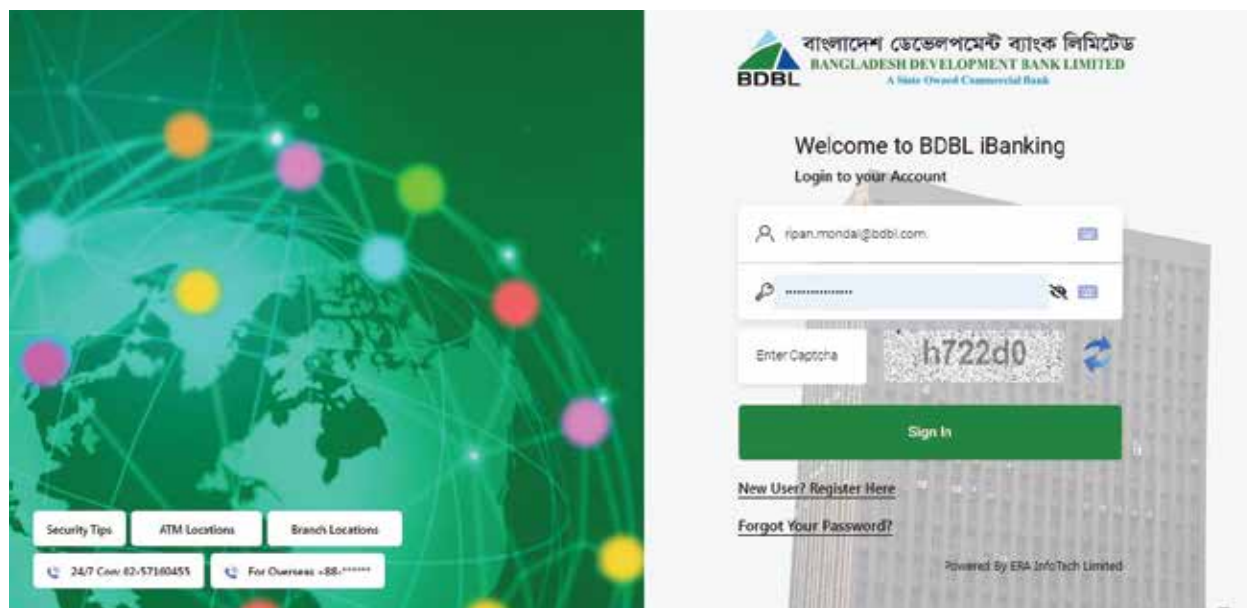 বাংলাদেশ ডেভেলপমেন্ট ব্যাংক লিমিটেড
BANGLADESH DEVELOPMENT BANK LIMITED
BDBL
A State Owned Commercial Bank
Welcome to BDBL iBanking
Login to your Account
ripan.mondal@bdbl.com
Enter Captcha
h722d0
Sign In
New User? Register Here
Forgot Your Password?
Powered By ERA InfoTech Limited
Security Tips
ATM Locations
Branch Locations
24/7 Conv 02-57160455
For Overseas +88-******